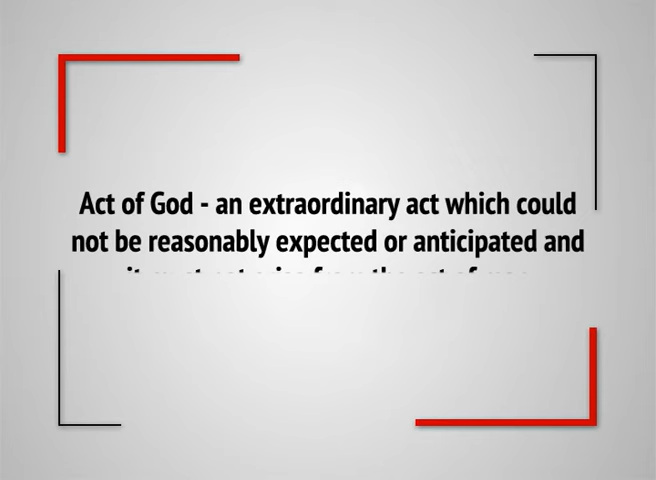 Act of God - an extraordinary act which could
not be reasonably expected or anticipated and